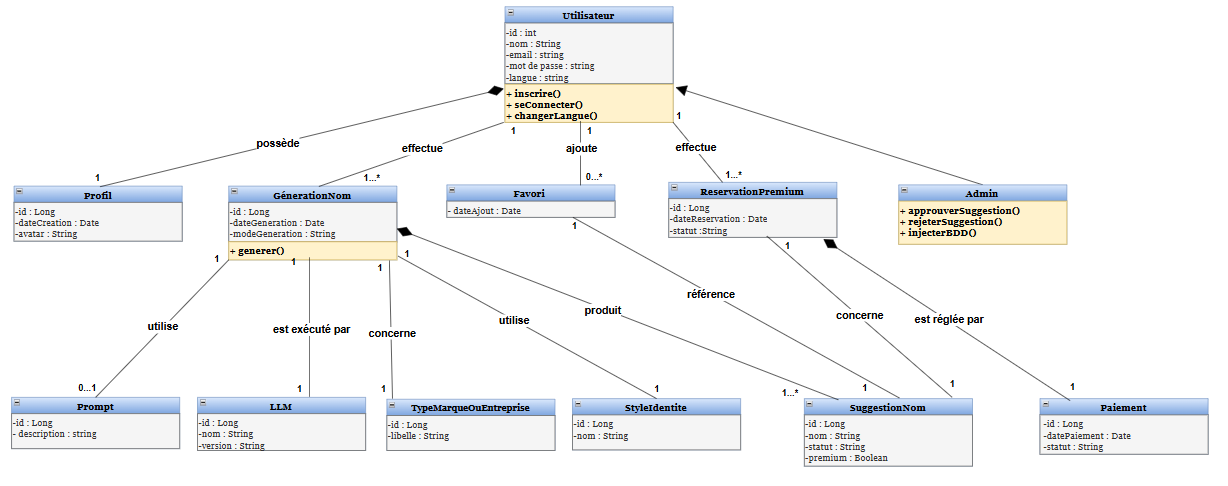 Utilisateur
-id : int
-nom : String
-email : string
-mot de passe : string
-langue : string
+ inscrire()
+ seConnecter()
+ changerLangue()
possède
1
1
effectue
1...*
1
ajoute
0...*
1
effectue
1...*
Profil
-id : Long
-dateCreation : Date
-avatar : String
GénerationNom
-id : Long
-dateGeneration : Date
-modeGeneration : String
+ generer()
Favori
- dateAjout : Date
ReservationPremium
-id : Long
-dateReservation : Date
-statut :String
Admin
+ approuverSuggestion()
+ rejeterSuggestion()
+ injecterBDD()
1
utilise
0...1
1
est exécuté par
1
1
concerne
1
1
utilise
1
produit
1...*
1
référence
1
1
concerne
1
est réglée par
1
Prompt
-id : Long
- description : string
LLM
-id : Long
-nom : String
-version : String
TypeMarqueOuEntreprise
-id : Long
-libelle : String
StyleIdentite
-id : Long
-nom : String
SuggestionNom
-id : Long
-nom : String
-statut : String
-premium : Boolean
Paiement
-id : Long
-datePaiement : Date
-statut : String